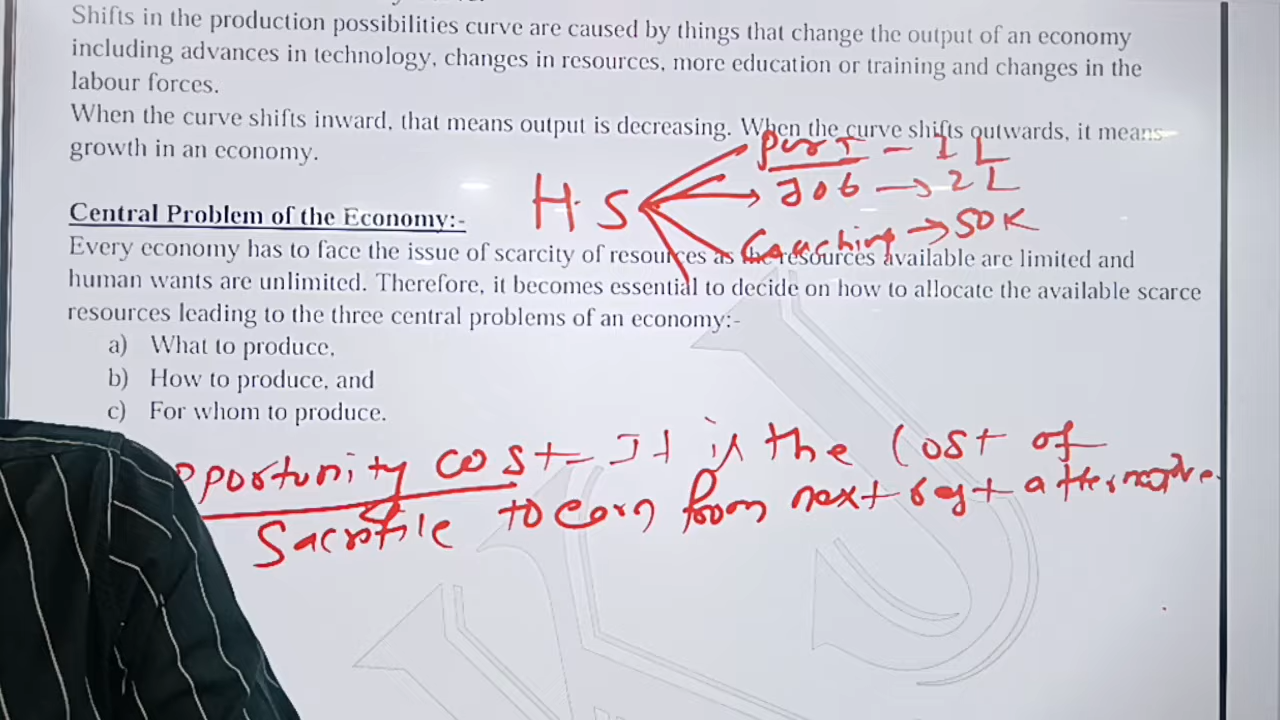 Shifts in the production possibilities curve are caused by things that change the output of an economy
including advances in technology, changes in resources, more education or training and changes in the
labour forces.
When the curve shifts inward, that means output is decreasing. When the curve shifts outwards, it means
growth in an economy.
- 1 L
H.S Job → 2L
Central Problem of the Economy:-
Coaching → 50K
Every economy has to face the issue of scarcity of resources as the resources available are limited and
human wants are unlimited. Therefore, it becomes essential to decide on how to allocate the available scarce
resources leading to the three central problems of an economy:-
a) What to produce,
b) How to produce, and
c) For whom to produce.
pportunity cost= It is the Cost of
to earn from next